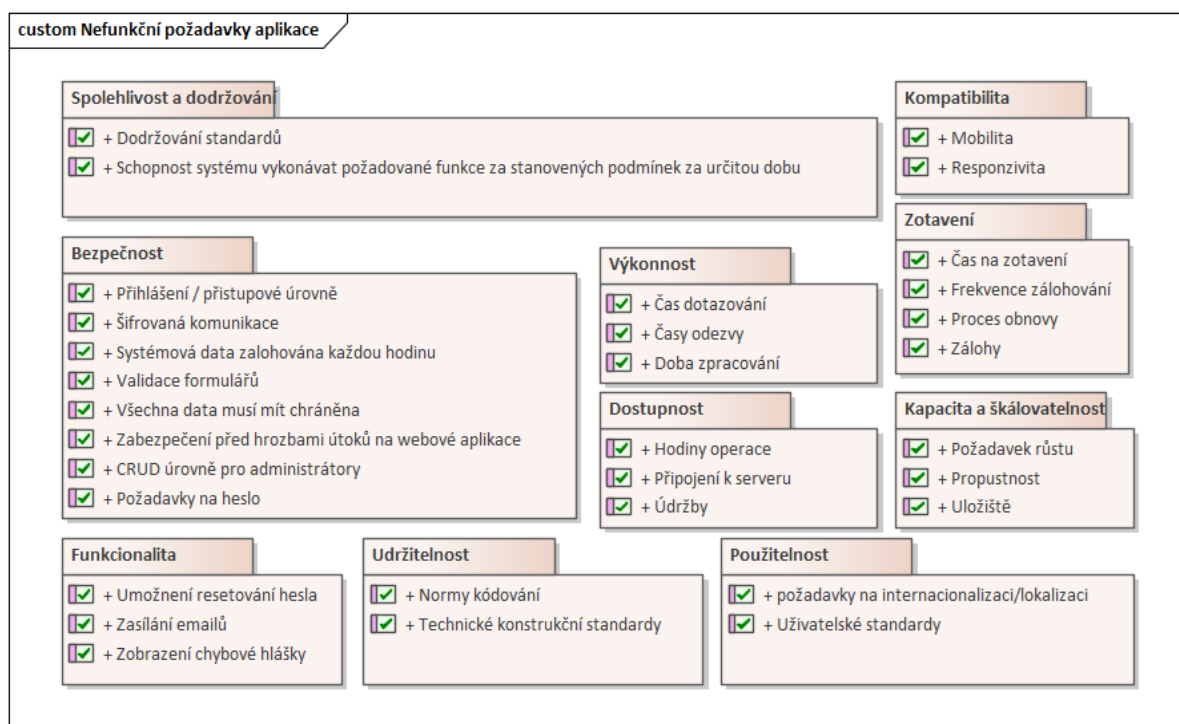 custom Nefunkční požadavky aplikace
Spolehlivost a dodržování
+ Dodržování standardů
+ Schopnost systému vykonávat požadované funkce za stanovených podmínek za určitou dobu
Kompatibilita
+ Mobilita
+ Responzivita
Bezpečnost
+ Přihlášení / přistupové úrovně
+ Šifrovaná komunikace
+ Systémová data zalohována každou hodinu
+ Validace formulářů
+ Všechna data musí mít chráněna
+ Zabezpečení před hrozbami útoků na webové aplikace
+ CRUD úrovně pro administrátory
+ Požadavky na heslo
Výkonnost
+ Čas dotazování
+ Časy odezvy
+ Doba zpracování
Zotavení
+ Čas na zotavení
+ Frekvence zálohování
+ Proces obnovy
+ Zálohy
Dostupnost
+ Hodiny operace
+ Připojení k serveru
+ Údržby
Kapacita a škálovatelnost
+ Požadavek růstu
+ Propustnost
+ Uložiště
Funkcionalita
+ Umožnení resetování hesla
+ Zasílání emailů
+ Zobrazení chybové hlášky
Udržitelnost
+ Normy kódování
+ Technické konstrukční standardy
Použitelnost
+ požadavky na internacionalizaci/lokalizaci
+ Uživatelské standardy